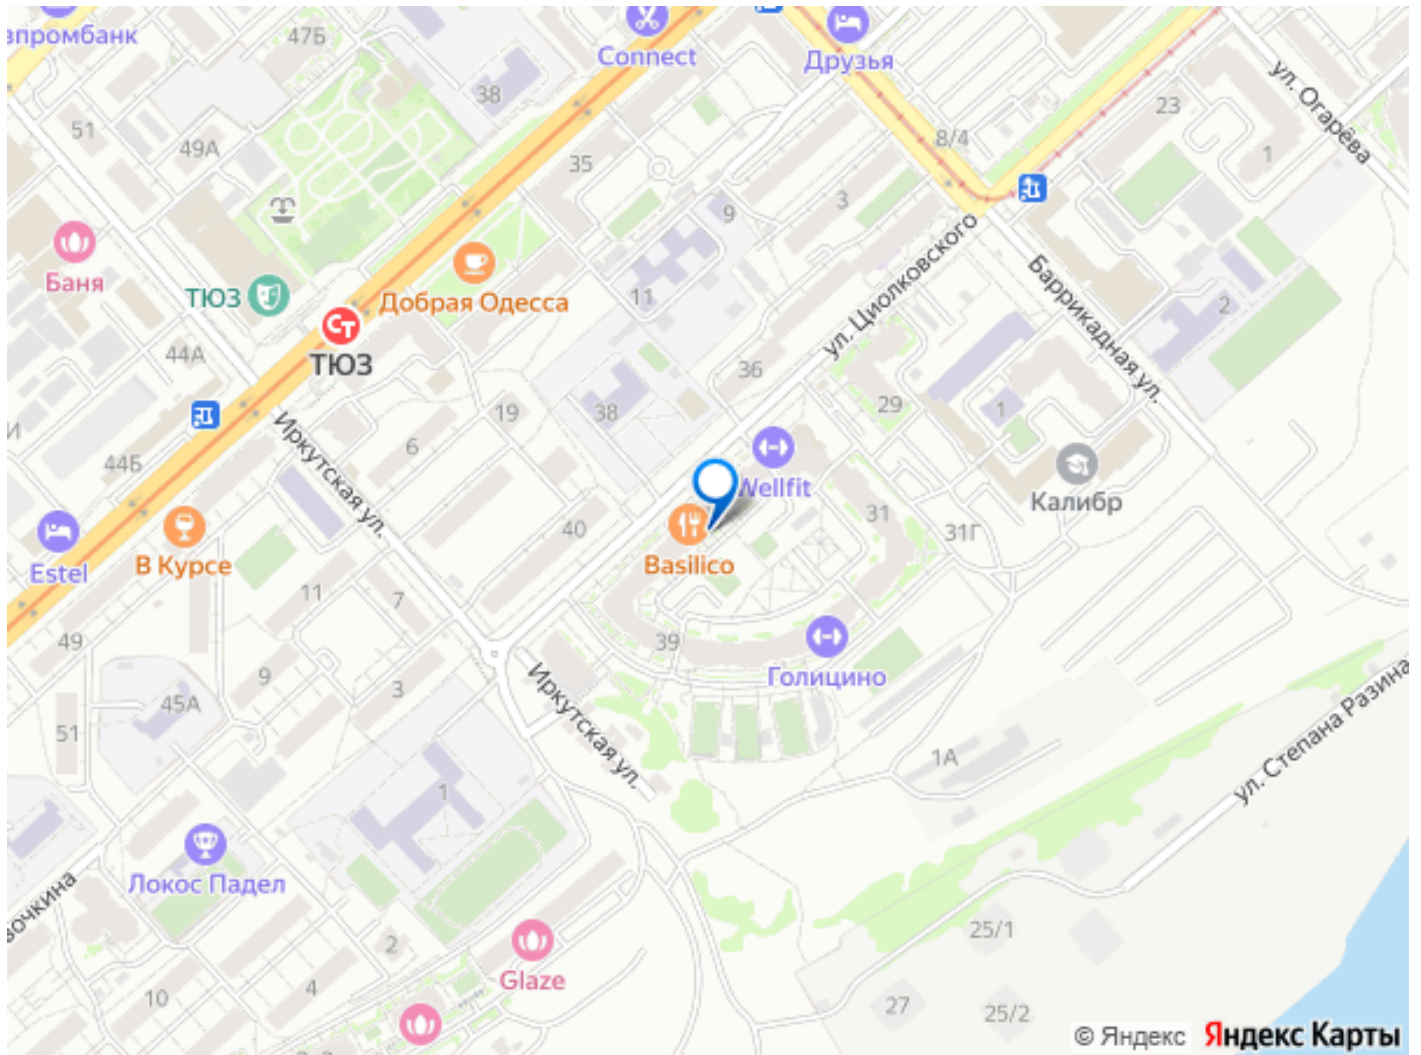 зпромбанк
47Б
Connect
Друзья
38
51
49А
35
8/4
23
ул. Огарёва
1
9
3
Баня
ТЮЗ
Добрая Одесса
11
ул. Циолковского
Баррикадная ул.
2
ТЮЗ
44А
36
Иркутская ул.
19
38
29
1
6
И
44Б
Wellfit
Калибр
40
31
31Г
Estel
В Курсе
Basilico
11
7
49
39
9
3
Голицино
45А
Иркутская ул.
51
1А
ул. Степана Разина
1
Локос Падел
вочкина
25/1
2
Glaze
4
10
27
25/2
© Яндекс Яндекс Карты